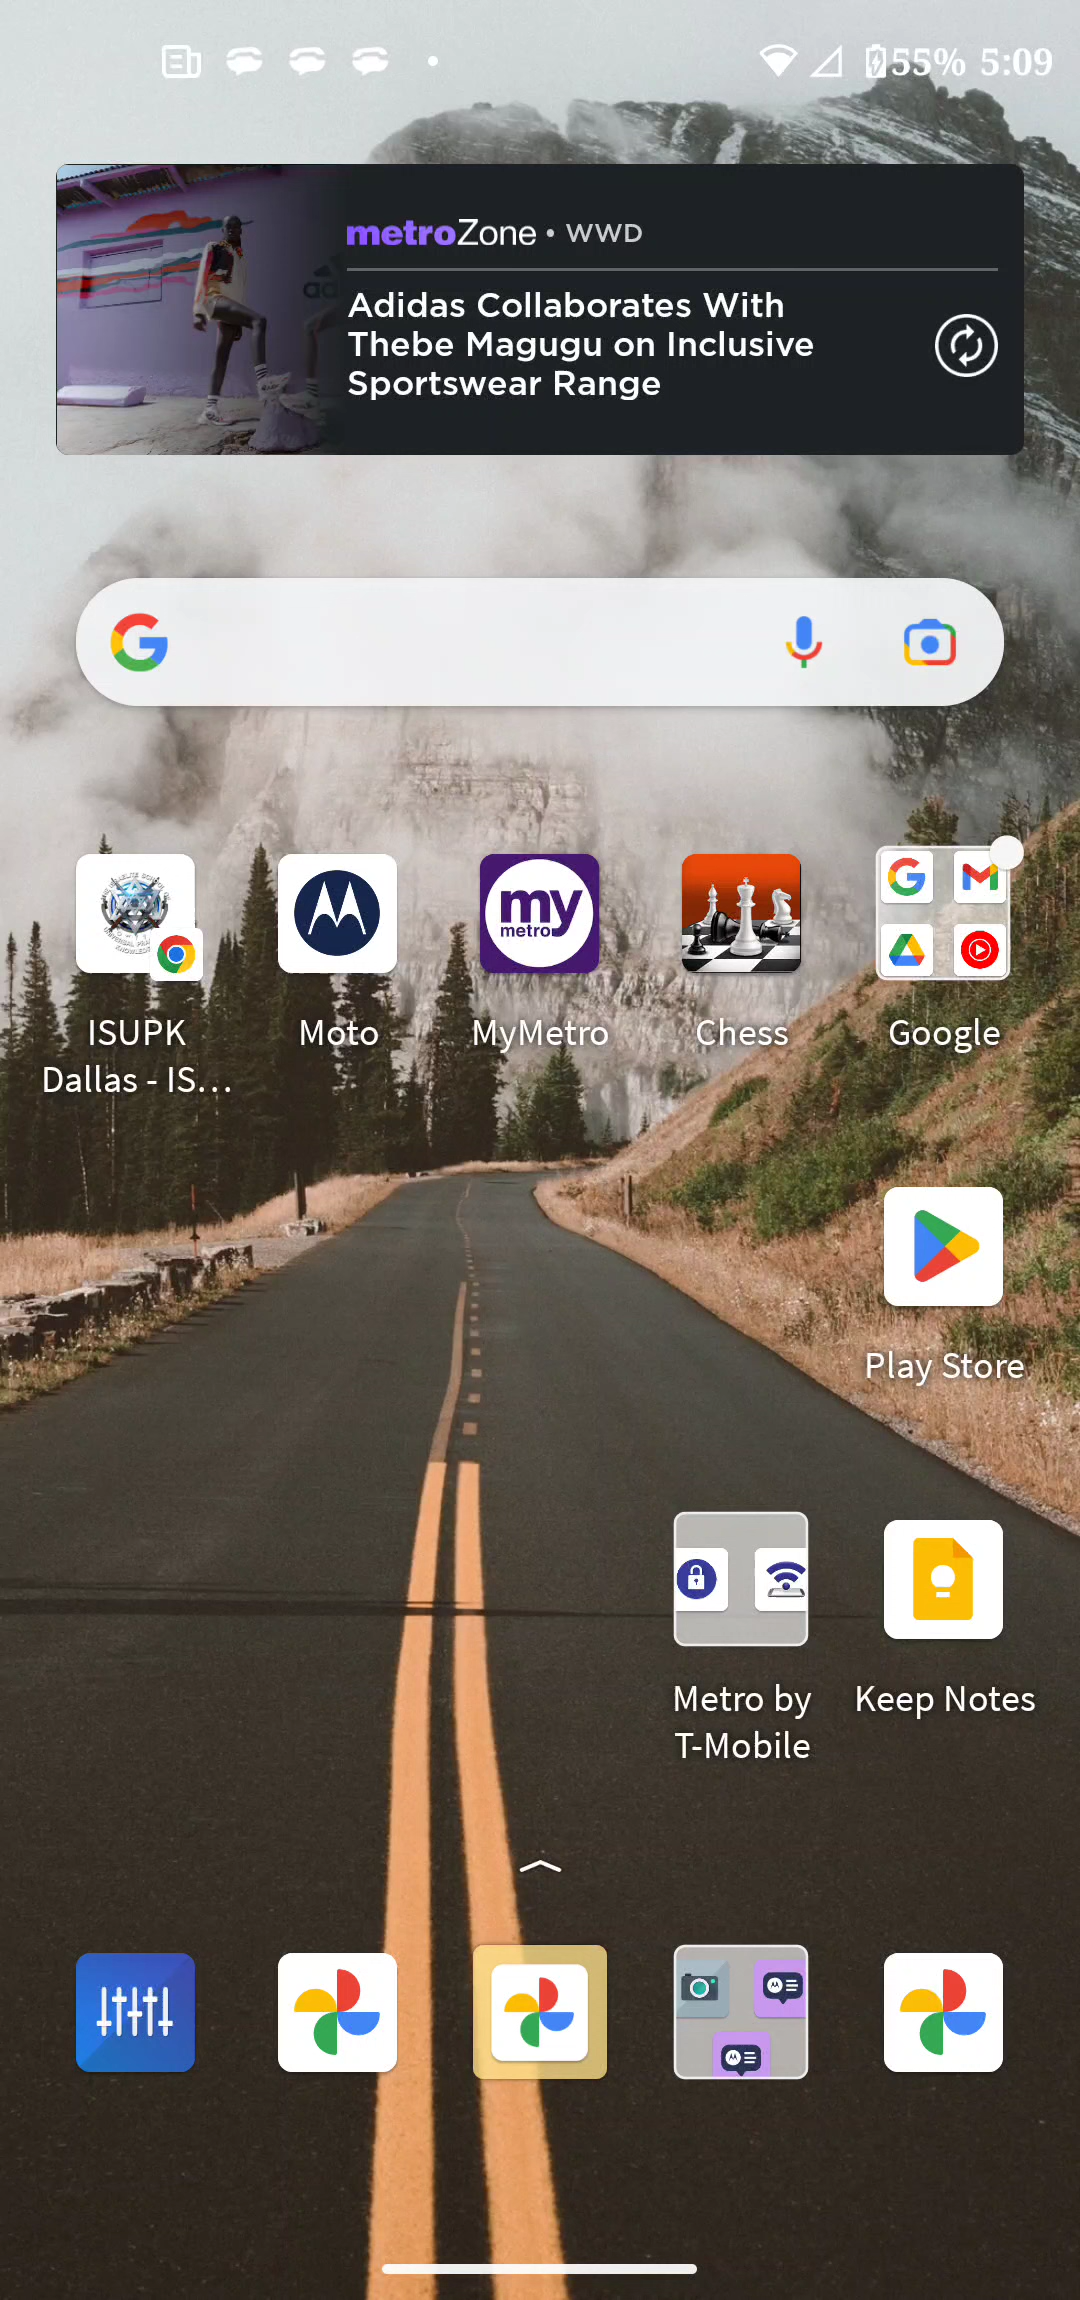 55% 5:09
metroZone • WWD
Adidas Collaborates With
Thebe Magugu on Inclusive
Sportswear Range
my
metro
ISUPK
Dallas - IS...
Moto
MyMetro
Chess
Google
Play Store
Metro by
T-Mobile
Keep Notes